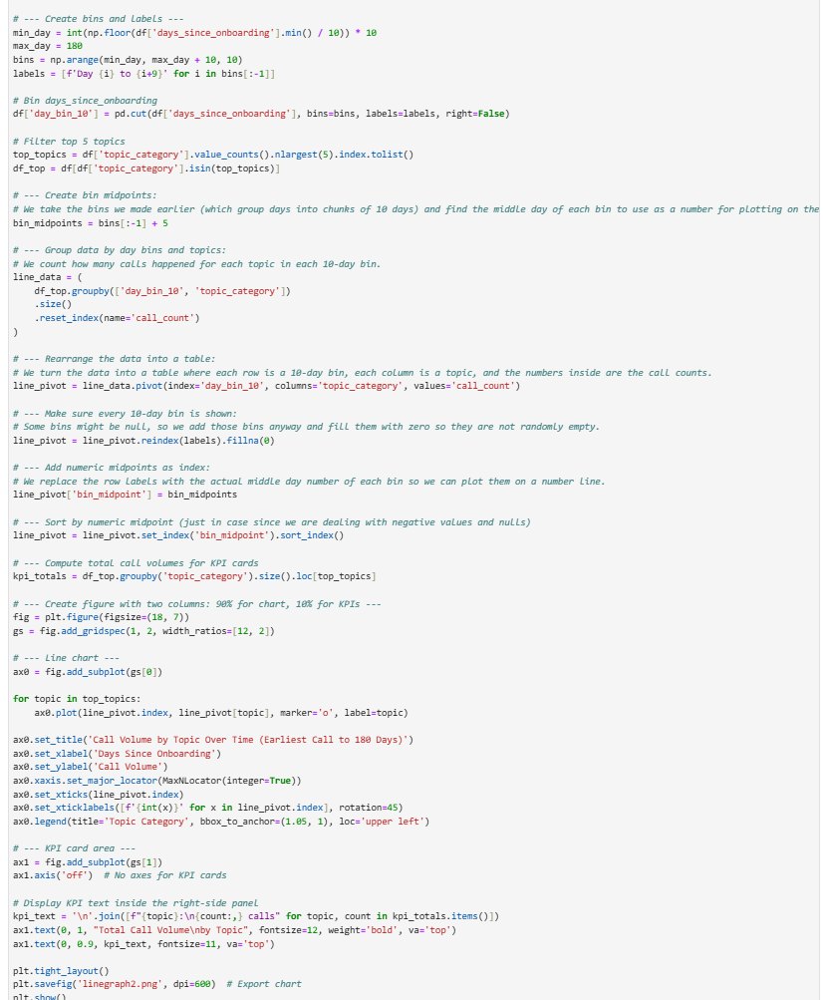 # --- Create bins and labels ---
min_day = int(np.floor(df['days_since_onboarding'].min() / 10)) * 10
max_day = 180
bins = np.arange(min_day, max_day + 10, 10)
labels = [f'Day {i} to {i+9}' for i in bins[:-1]]

# Bin days_since_onboarding
df['day_bin_10'] = pd.cut(df['days_since_onboarding'], bins=bins, labels=labels, right=False)

# Filter top 5 topics
top_topics = df['topic_category'].value_counts().nlargest(5).index.tolist()
df_top = df[df['topic_category'].isin(top_topics)]

# --- Create bin midpoints:
# We take the bins we made earlier (which group days into chunks of 10 days) and find the middle day of each bin to use as a number for plotting on the
bin_midpoints = bins[:-1] + 5

# --- Group data by day bins and topics:
# We count how many calls happened for each topic in each 10-day bin.
line_data = (
    df_top.groupby(['day_bin_10', 'topic_category'])
    .size()
    .reset_index(name='call_count')
)

# --- Rearrange the data into a table:
# We turn the data into a table where each row is a 10-day bin, each column is a topic, and the numbers inside are the call counts.
line_pivot = line_data.pivot(index='day_bin_10', columns='topic_category', values='call_count')

# --- Make sure every 10-day bin is shown:
# Some bins might be null, so we add those bins anyway and fill them with zero so they are not randomly empty.
line_pivot = line_pivot.reindex(labels).fillna(0)

# --- Add numeric midpoints as index:
# We replace the row labels with the actual middle day number of each bin so we can plot them on a number line.
line_pivot['bin_midpoint'] = bin_midpoints

# --- Sort by numeric midpoint (just in case since we are dealing with negative values and nulls)
line_pivot = line_pivot.set_index('bin_midpoint').sort_index()

# --- Compute total call volumes for KPI cards
kpi_totals = df_top.groupby('topic_category').size().loc[top_topics]

# --- Create figure with two columns: 90% for chart, 10% for KPIs ---
fig = plt.figure(figsize=(18, 7))
gs = fig.add_gridspec(1, 2, width_ratios=[12, 2])

# --- Line chart ---
ax0 = fig.add_subplot(gs[0])

for topic in top_topics:
    ax0.plot(line_pivot.index, line_pivot[topic], marker='o', label=topic)

ax0.set_title('Call Volume by Topic Over Time (Earliest Call to 180 Days)')
ax0.set_xlabel('Days Since Onboarding')
ax0.set_ylabel('Call Volume')
ax0.xaxis.set_major_locator(MaxNLocator(integer=True))
ax0.set_xticks(line_pivot.index)
ax0.set_xticklabels([f'{int(x)}' for x in line_pivot.index], rotation=45)
ax0.legend(title='Topic Category', bbox_to_anchor=(1.05, 1), loc='upper left')

# --- KPI card area ---
ax1 = fig.add_subplot(gs[1])
ax1.axis('off')  # No axes for KPI cards

# Display KPI text inside the right-side panel
kpi_text = '\n'.join([f"{topic}:\n{count:,} calls" for topic, count in kpi_totals.items()])
ax1.text(0, 1, "Total Call Volume\nby Topic", fontsize=12, weight='bold', va='top')
ax1.text(0, 0.9, kpi_text, fontsize=11, va='top')

plt.tight_layout()
plt.savefig('linegraph2.png', dpi=600)  # Export chart
plt.show()